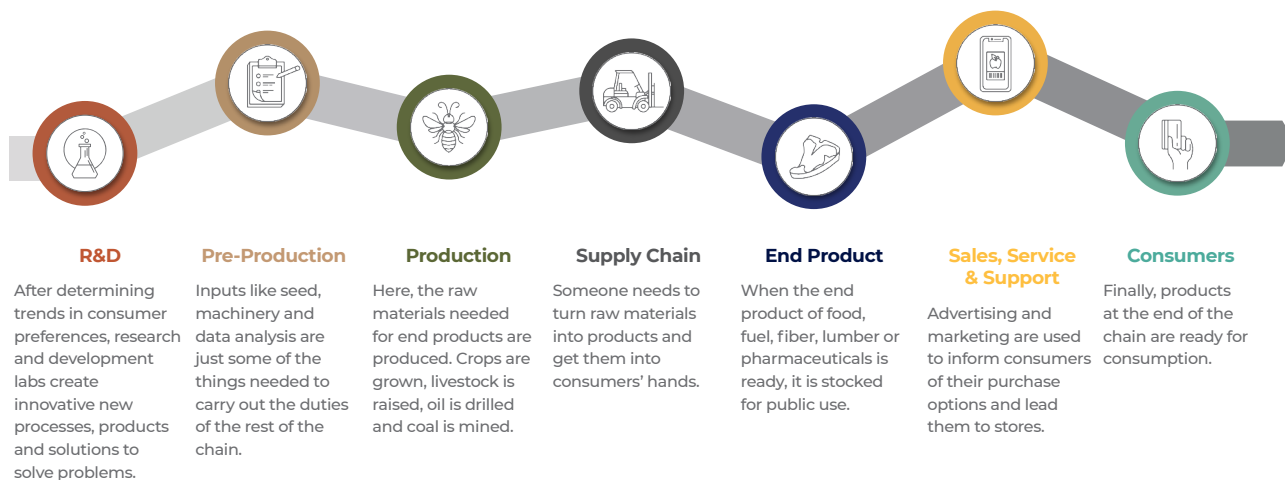 R&D
After determining
trends in consumer
preferences, research
and development
labs create
innovative new
processes, products
and solutions to
solve problems.
Pre-Production
Inputs like seed,
machinery and
data analysis are
just some of the
things needed to
carry out the duties
of the rest of the
chain.
Production
Here, the raw
materials needed
for end products are
produced. Crops are
grown, livestock is
raised, oil is drilled
and coal is mined.
Supply Chain
Someone needs to
turn raw materials
into products and
get them into
consumers’ hands.
End Product
When the end
product of food,
fuel, fiber, lumber or
pharmaceuticals is
ready, it is stocked
for public use.
Sales, Service
& Support
Advertising and
marketing are used
to inform consumers
of their purchase
options and lead
them to stores.
Consumers
Finally, products
at the end of the
chain are ready for
consumption.